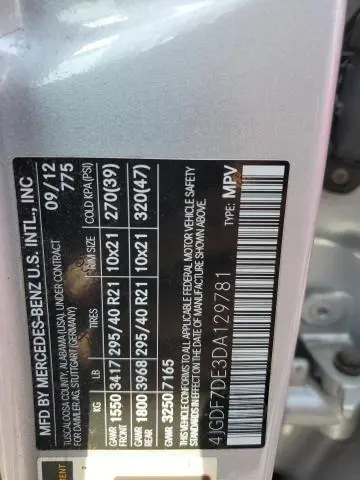 MFD BY MERCEDES-BENZ U.S. INTL., INC
TUSCALOOSA COUNTY, ALABAMA (USA), UNDER CONTRACT
FOR DAIMLER AG, STUTTGART (GERMANY)
09/12
775
KG LB TIRES RIM SIZE COLD KPA (PSI)
GAWR FRONT 1550 3417 295/40 R21 10x21 270(39)
GAWR REAR 1800 3968 295/40 R21 10x21 320(47)
GVWR 3250 7165
THIS VEHICLE CONFORMS TO ALL APPLICABLE FEDERAL MOTOR VEHICLE SAFETY
STANDARDS IN EFFECT ON THE DATE OF MANUFACTURE SHOWN ABOVE.
4JGDF7DE3DA129781 TYPE: MPV